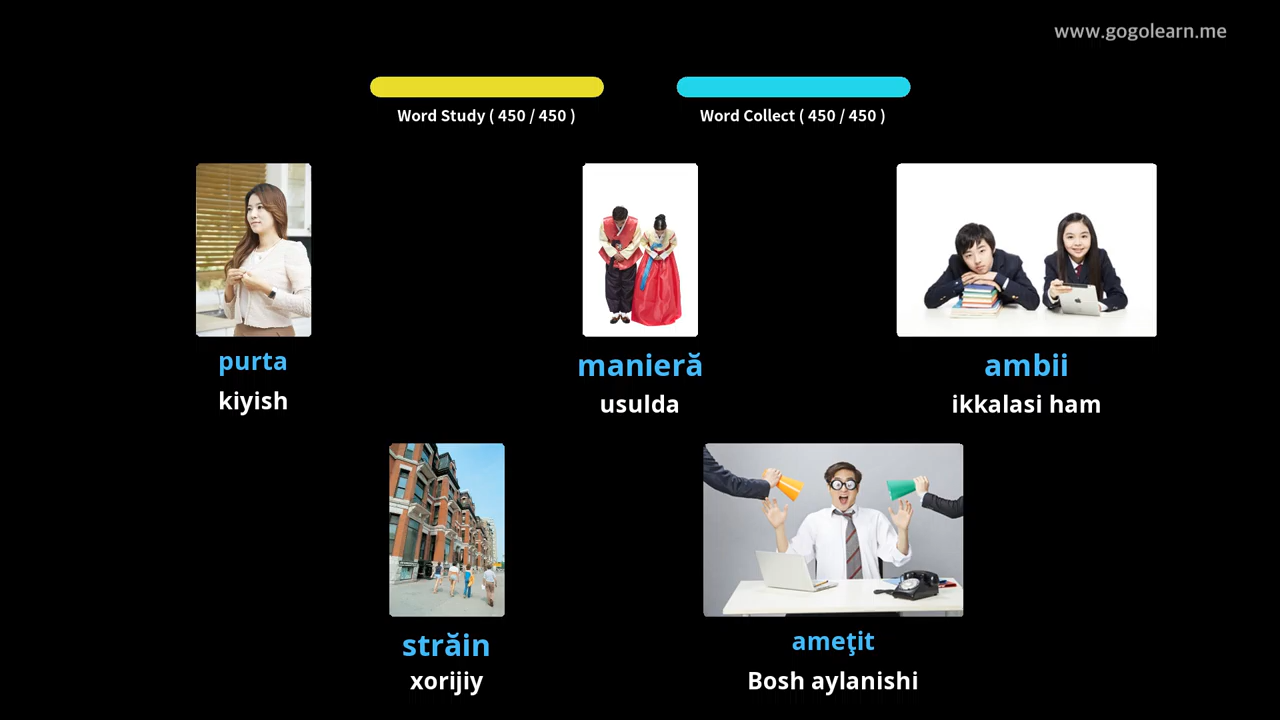 www.gogolearn.me
Word Study ( 450 / 450 )
Word Collect ( 450 / 450 )
purta
kiyish
manieră
usulda
ambii
ikkalasi ham
străin
xorijiy
ameţit
Bosh aylanishi